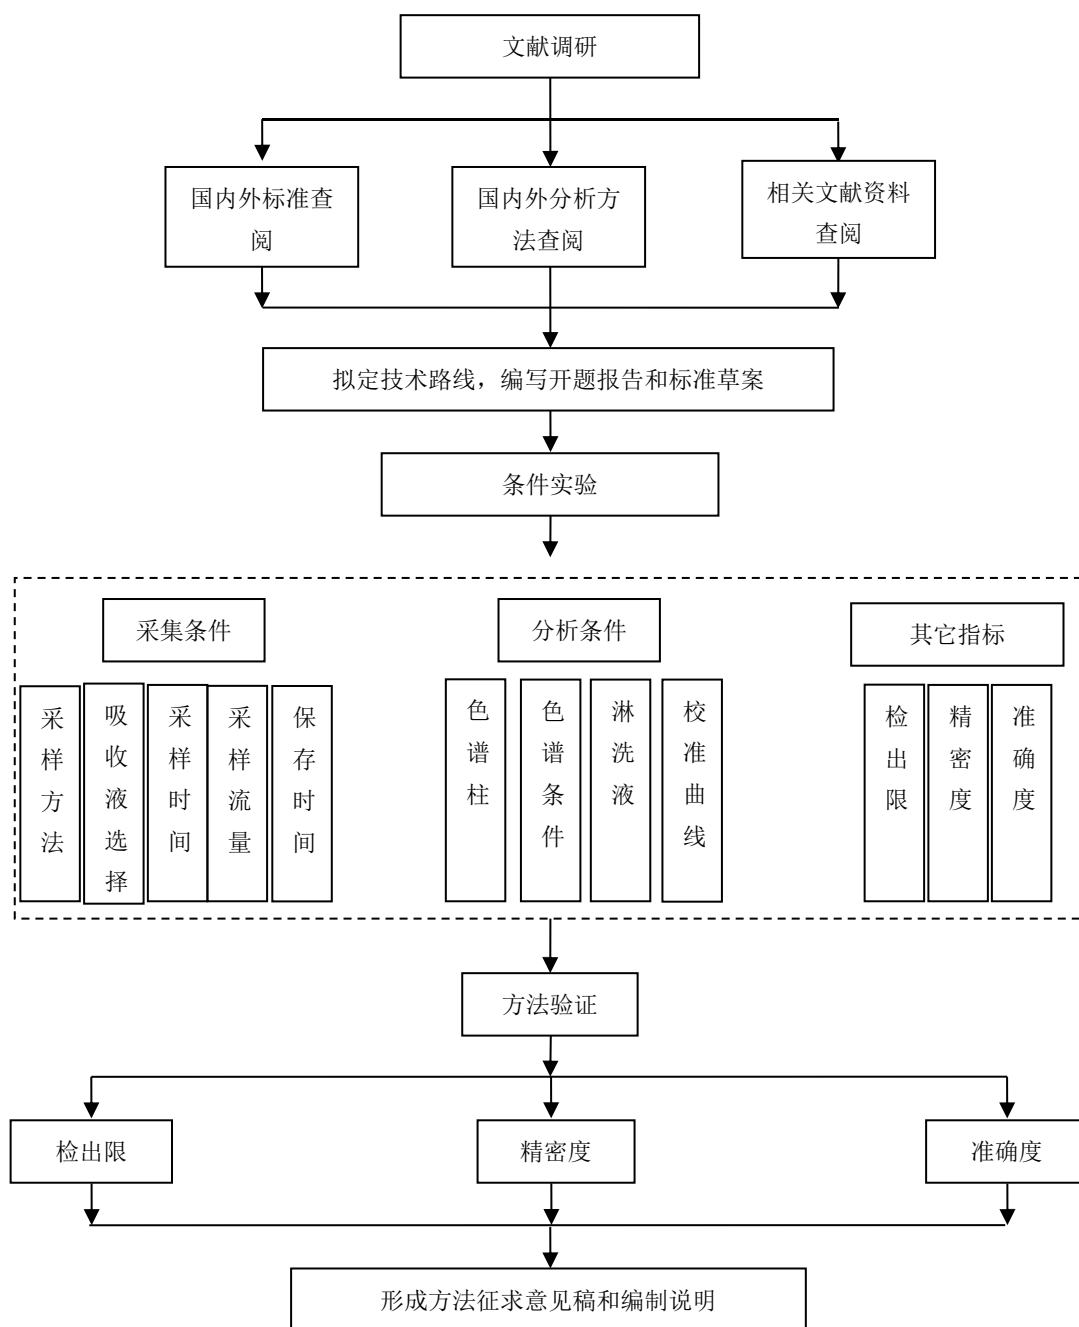 文献调研
国内外标准查
阅
国内外分析方
法查阅
相关文献资料
查阅
拟定技术路线，编写开题报告和标准草案
条件实验
采集条件
分析条件
其它指标
采样方法
吸收液选择
采样时间
采样流量
保存时间
色谱柱
色谱条件
淋洗液
校准曲线
检出限
精密度
准确度
方法验证
检出限
精密度
准确度
形成方法征求意见稿和编制说明